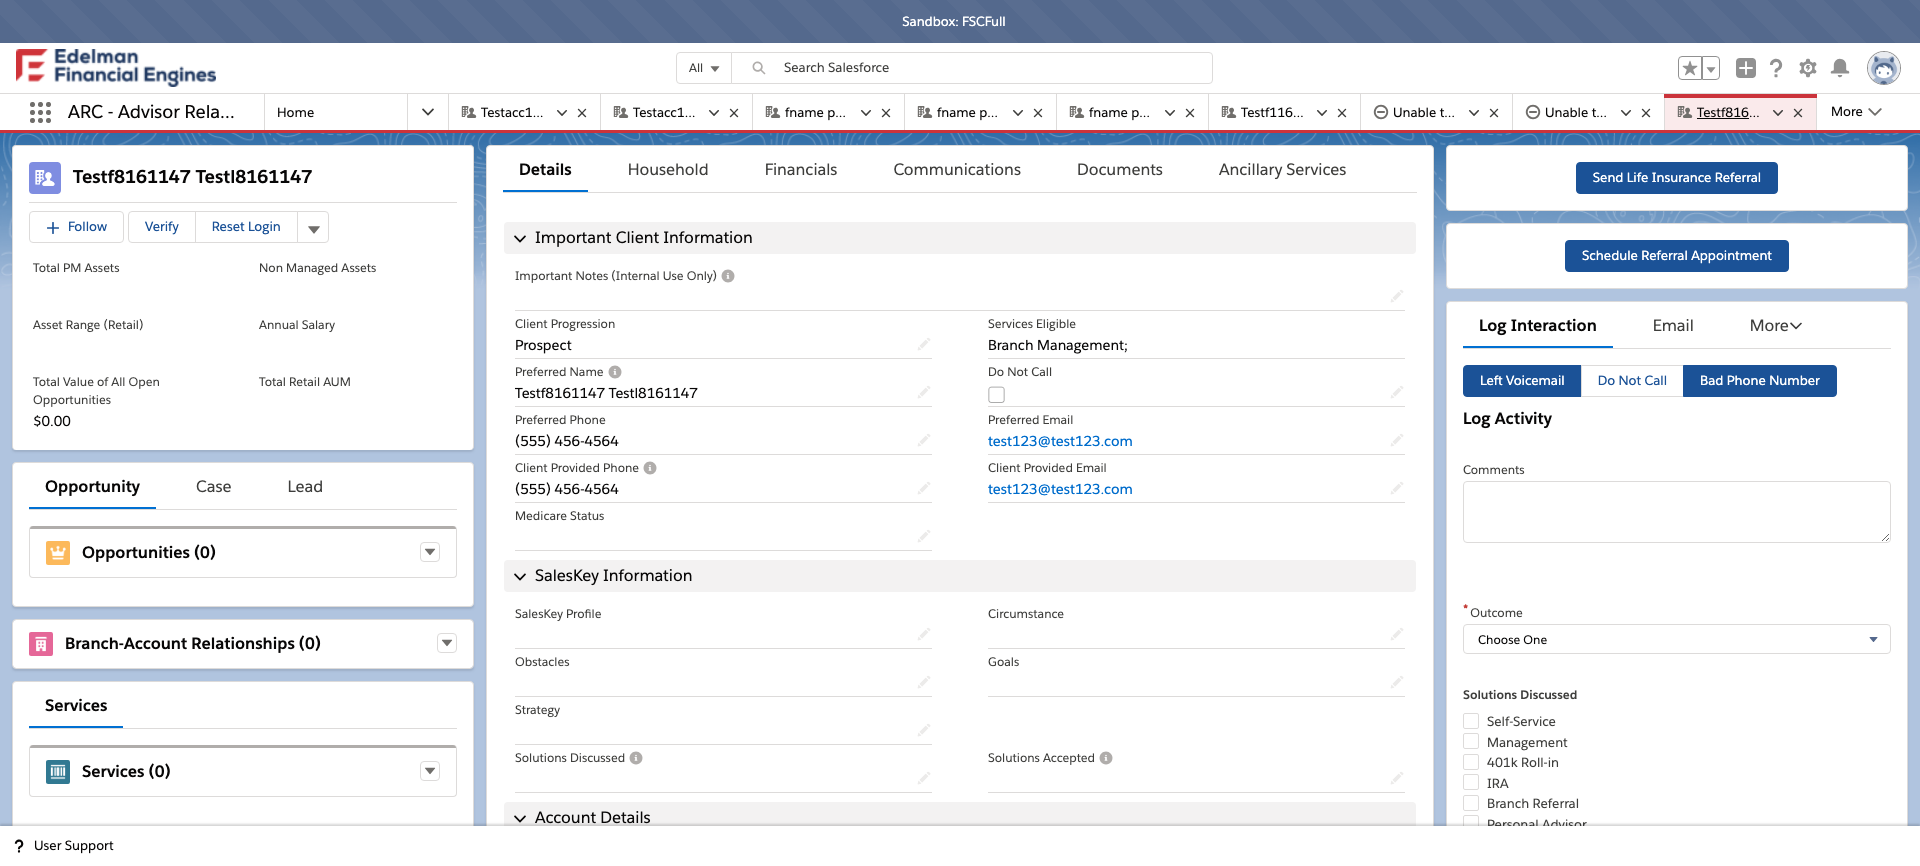 Sandbox: FSCFull
Edelman
Financial Engines
All
Search Salesforce
ARC - Advisor Rela...
Home
Testacc1...
Testacc1...
fname p...
fname p...
fname p...
Testf116...
Unable t...
Unable t...
Testf816...
More
Testf8161147 Testl8161147
Follow
Verify
Reset Login
Total PM Assets
Non Managed Assets
Asset Range (Retail)
Annual Salary
Total Value of All Open
Opportunities
$0.00
Total Retail AUM
Opportunity
Case
Lead
Opportunities (0)
Branch-Account Relationships (0)
Services
Services (0)
Details
Household
Financials
Communications
Documents
Ancillary Services
Important Client Information
Important Notes (Internal Use Only)
Client Progression
Prospect
Services Eligible
Branch Management;
Preferred Name
Testf8161147 Testl8161147
Do Not Call
Preferred Phone
(555) 456-4564
Preferred Email
test123@test123.com
Client Provided Phone
(555) 456-4564
Client Provided Email
test123@test123.com
Medicare Status
SalesKey Information
SalesKey Profile
Circumstance
Obstacles
Goals
Strategy
Solutions Discussed
Solutions Accepted
Account Details
Send Life Insurance Referral
Schedule Referral Appointment
Log Interaction
Email
More
Left Voicemail
Do Not Call
Bad Phone Number
Log Activity
Comments
*Outcome
Choose One
Solutions Discussed
Self-Service
Management
401k Roll-in
IRA
Branch Referral
Personal Advisor
? User Support